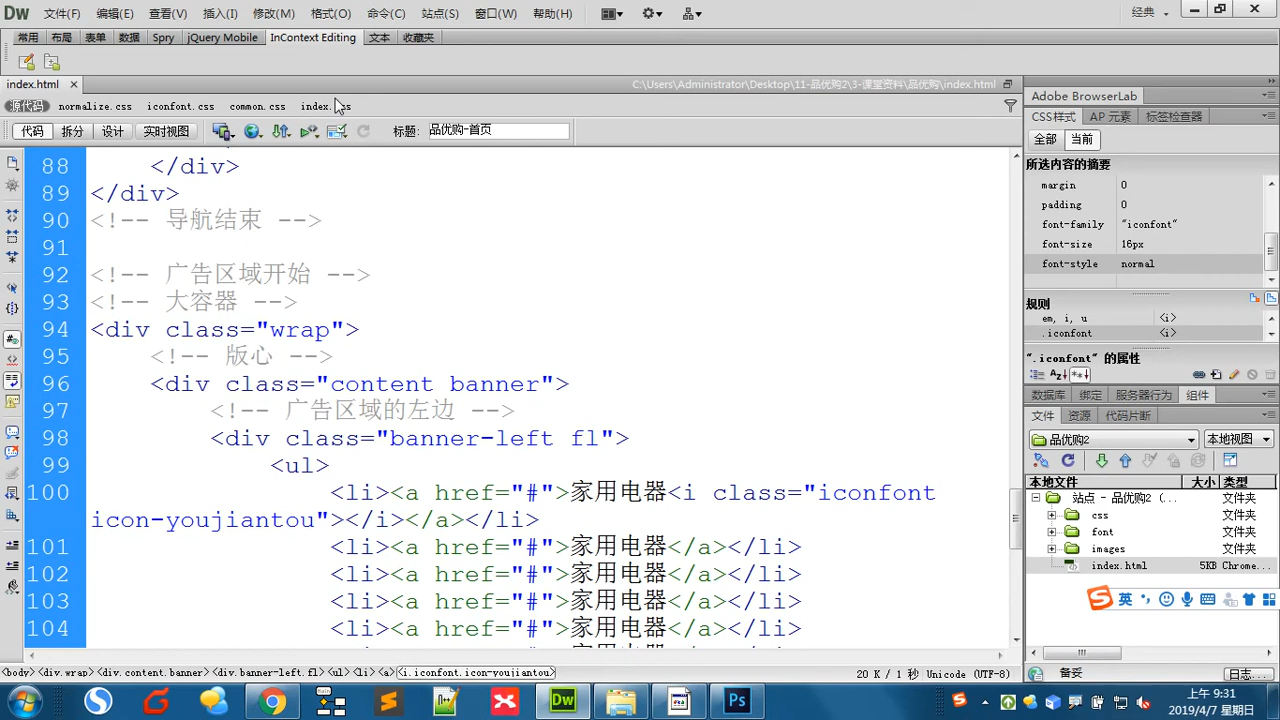 Dw 文件(F) 编辑(E) 查看(V) 插入(I) 修改(M) 格式(O) 命令(C) 站点(S) 窗口(W) 帮助(H) 经典
常用 布局 表单 数据 Spry jQuery Mobile InContext Editing 文本 收藏夹
index.html C:\Users\Administrator\Desktop\11-品优购2\3-课堂资料\品优购\index.html
源代码 normalize.css iconfont.css common.css index.css
代码 拆分 设计 实时视图 标题: 品优购-首页
88 </div>
89 </div>
90 <!-- 导航结束 -->
91
92 <!-- 广告区域开始 -->
93 <!-- 大容器 -->
94 <div class="wrap">
95 <!-- 版心 -->
96 <div class="content banner">
97 <!-- 广告区域的左边 -->
98 <div class="banner-left fl">
99 <ul>
100 <li><a href="#">家用电器<i class="iconfont
icon-youjiantou"></i></a></li>
101 <li><a href="#">家用电器</a></li>
102 <li><a href="#">家用电器</a></li>
103 <li><a href="#">家用电器</a></li>
104 <li><a href="#">家用电器</a></li>
<body> <div.wrap> <div.content.banner> <div.banner-left.fl> <ul> <li> <a> <i.iconfont.icon-youjiantou>
20 K / 1 秒 Unicode (UTF-8)
Adobe BrowserLab
CSS样式 AP 元素 标签检查器
全部 当前
所选内容的摘要
margin 0
padding 0
font-family "iconfont"
font-size 16px
font-style normal
规则
em, i, u <i>
.iconfont <i>
".iconfont" 的属性
数据库 绑定 服务器行为 组件
文件 资源 代码片断
品优购2 本地视图
本地文件 大小 类型
站点 - 品优购2 (... 文件夹
css 文件夹
font 文件夹
images 文件夹
index.html 5KB Chrome...
英
备妥 日志...
Dw Ps
上午 9:31
2019/4/7 星期日